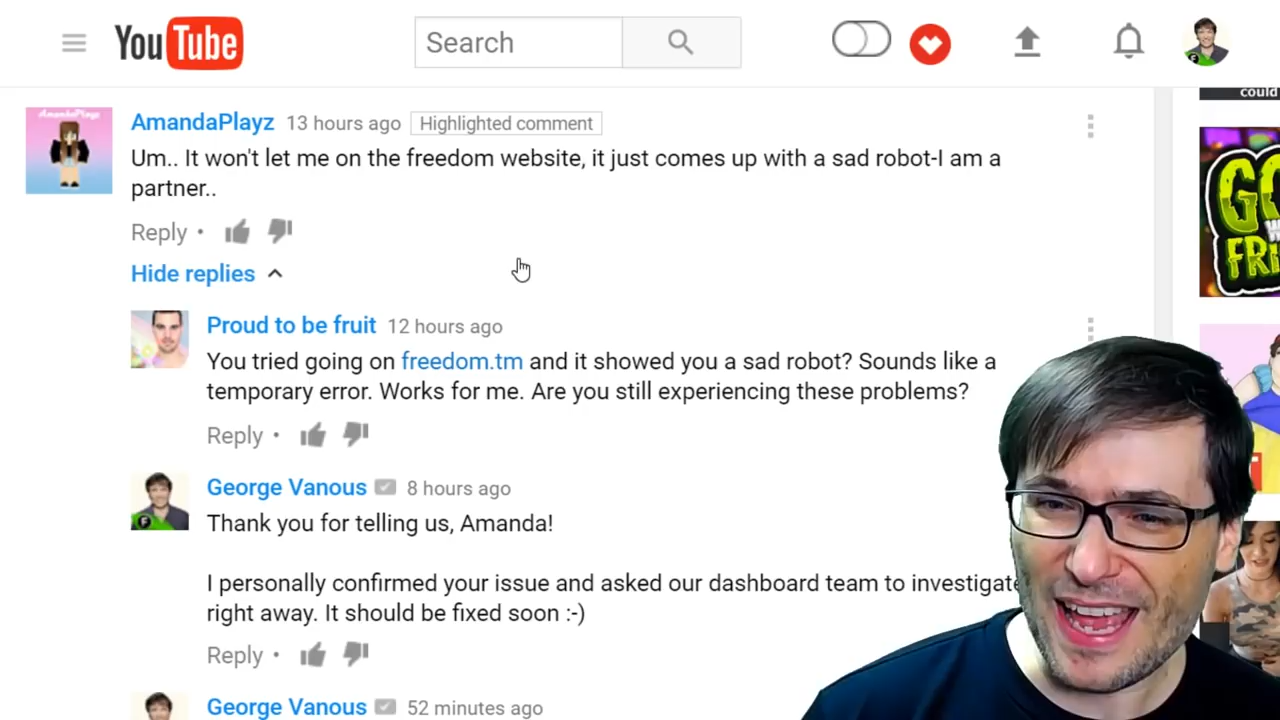 YouTube
Search
could
AmandaPlayz
AmandaPlayz 13 hours ago Highlighted comment
Um.. It won't let me on the freedom website, it just comes up with a sad robot-I am a
partner..
Reply •
Hide replies
Proud to be fruit 12 hours ago
You tried going on freedom.tm and it showed you a sad robot? Sounds like a
temporary error. Works for me. Are you still experiencing these problems?
Reply •
George Vanous 8 hours ago
Thank you for telling us, Amanda!
I personally confirmed your issue and asked our dashboard team to investigate
right away. It should be fixed soon :-)
Reply •
George Vanous 52 minutes ago